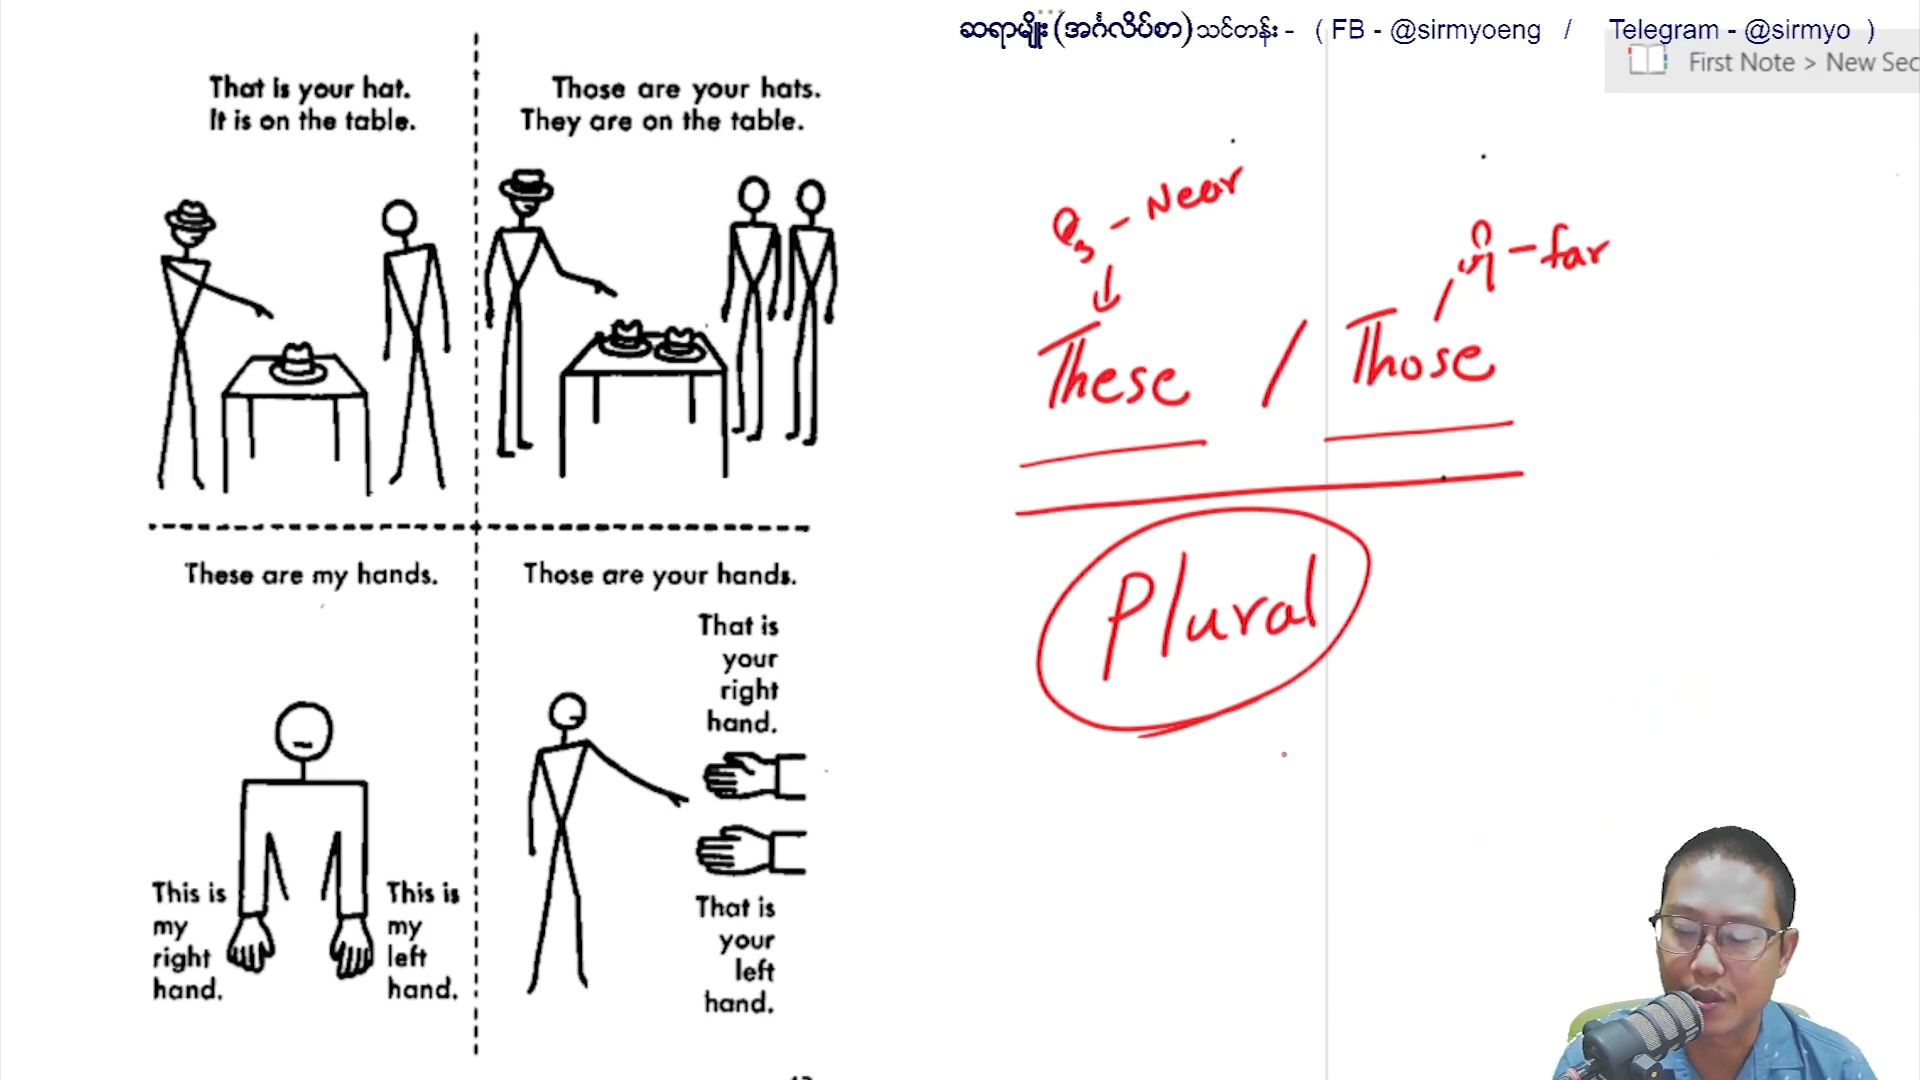 ဆရာမျိုး (အင်္ဂလိပ်စာ) သင်တန်း - ( FB - @sirmyoeng / Telegram - @sirmyo )
First Note > New Sec
That is your hat.
It is on the table.
Those are your hats.
They are on the table.
These are my hands.
This is
my
right
hand.
This is
my
left
hand.
Those are your hands.
That is
your
right
hand.
That is
your
left
hand.
ဒီ - Near
ဟို - far
These / Those
Plural